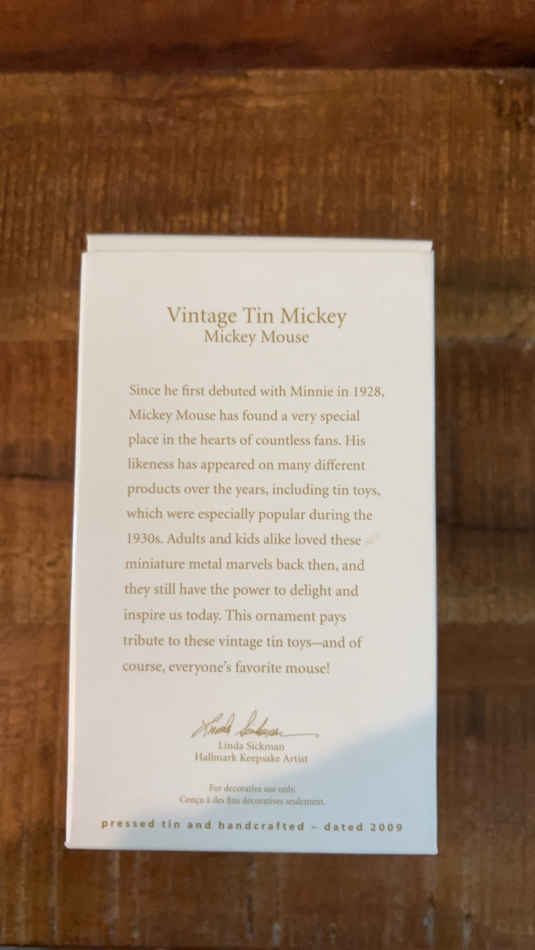 Vintage Tin Mickey
Mickey Mouse
Since he first debuted with Minnie in 1928,
Mickey Mouse has found a very special
place in the hearts of countless fans. His
likeness has appeared on many different
products over the years, including tin toys,
which were especially popular during the
1930s. Adults and kids alike loved these
miniature metal marvels back then, and
they still have the power to delight and
inspire us today. This ornament pays
tribute to these vintage tin toys—and of
course, everyone's favorite mouse!
Linda Sickman
Linda Sickman
Hallmark Keepsake Artist
For decorative use only.
Conçu à des fins décoratives seulement.
pressed tin and handcrafted – dated 2009